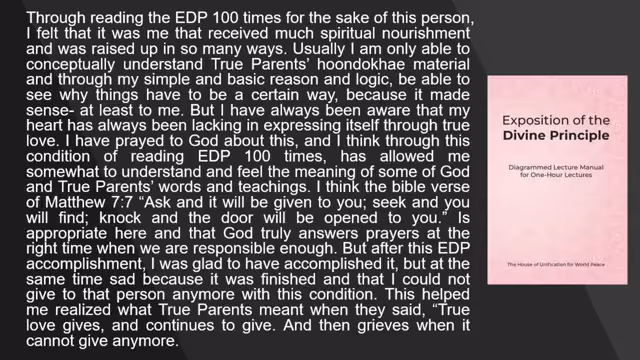 Through reading the EDP 100 times for the sake of this person,
I felt that it was me that received much spiritual nourishment
and was raised up in so many ways. Usually I am only able to
conceptually understand True Parents' hoondokhae material
and through my simple and basic reason and logic, be able to
see why things have to be a certain way, because it made
sense- at least to me. But I have always been aware that my
heart has always been lacking in expressing itself through true
love. I have prayed to God about this, and I think through this
condition of reading EDP 100 times, has allowed me
somewhat to understand and feel the meaning of some of God
and True Parents' words and teachings. I think the bible verse
of Matthew 7:7 “Ask and it will be given to you; seek and you
will find; knock and the door will be opened to you.” Is
appropriate here and that God truly answers prayers at the
right time when we are responsible enough. But after this EDP
accomplishment, I was glad to have accomplished it, but at the
same time sad because it was finished and that I could not
give to that person anymore with this condition. This helped
me realized what True Parents meant when they said, “True
love gives, and continues to give. And then grieves when it
cannot give anymore.
Exposition of the
Divine Principle
Diagrammed Lecture Manual
for One-Hour Lectures
The House of Unification for World Peace